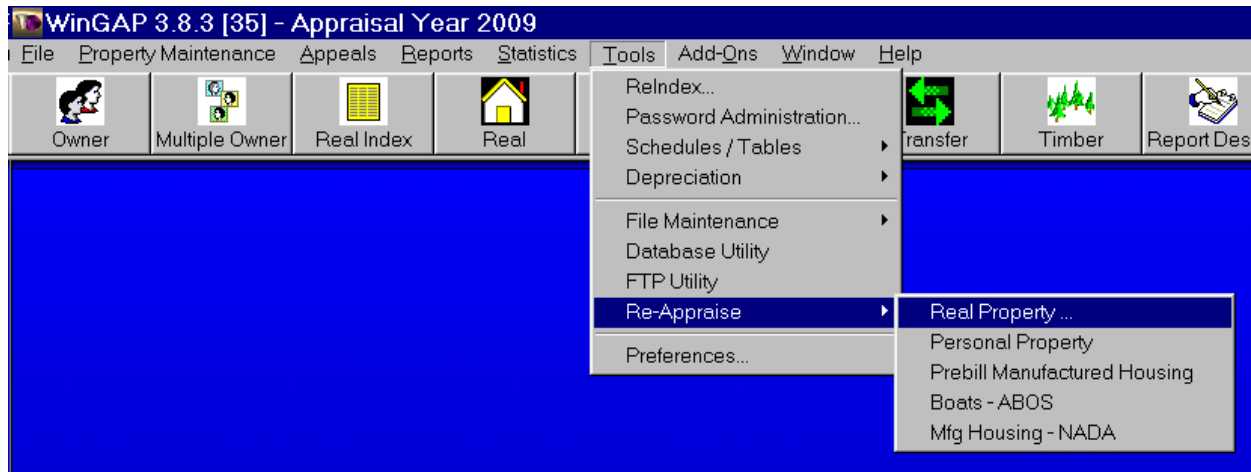 WinGAP 3.8.3 [35] - Appraisal Year 2009
File Property Maintenance Appeals Reports Statistics Tools Add-Ons Window Help
Owner Multiple Owner Real Index Real Transfer Timber Report Des
ReIndex...
Password Administration...
Schedules / Tables
Depreciation
File Maintenance
Database Utility
FTP Utility
Re-Appraise
Preferences...
Real Property ...
Personal Property
Prebill Manufactured Housing
Boats - ABOS
Mfg Housing - NADA